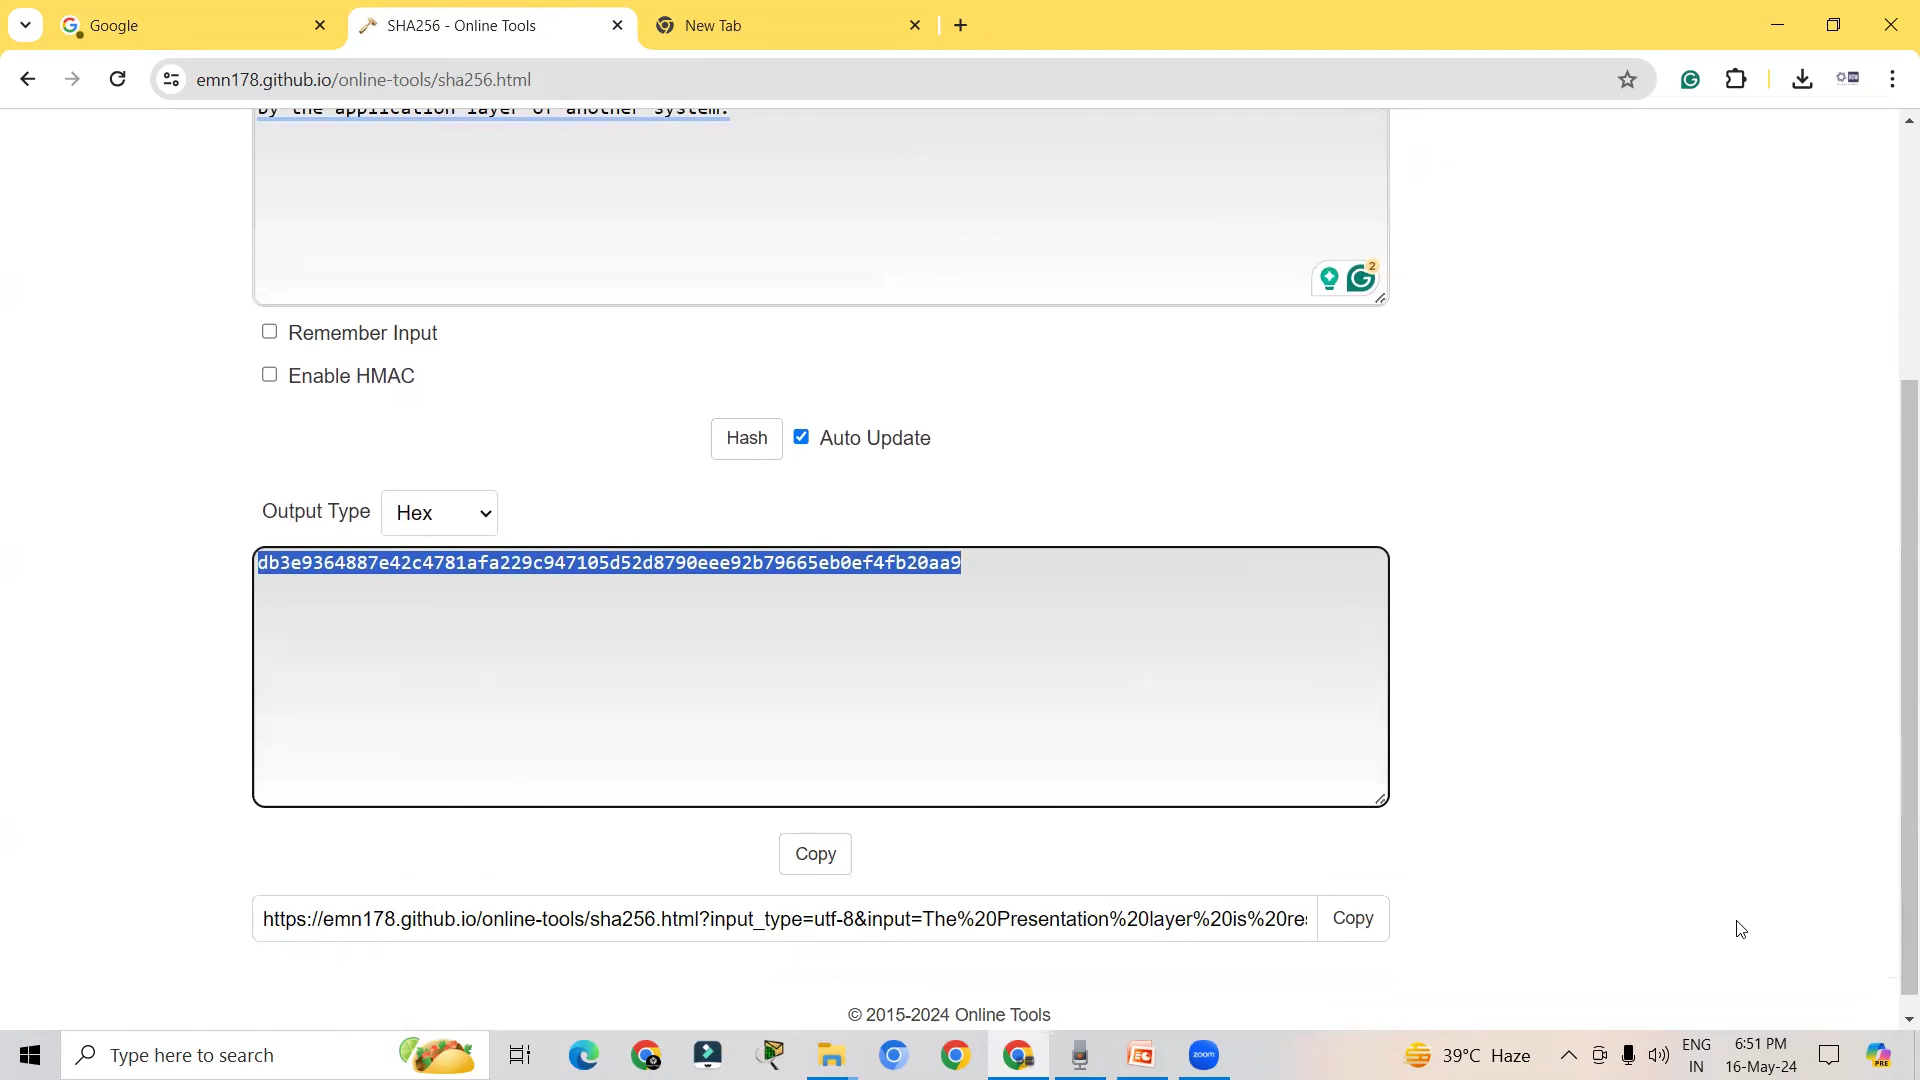 Google
SHA256 - Online Tools
New Tab
emn178.github.io/online-tools/sha256.html
by the application layer of another system.
2
Remember Input
Enable HMAC
Hash
Auto Update
Output Type
Hex
db3e9364887e42c4781afa229c947105d52d8790eee92b79665eb0ef4fb20aa9
Copy
https://emn178.github.io/online-tools/sha256.html?input_type=utf-8&input=The%20Presentation%20layer%20is%20re
Copy
© 2015-2024 Online Tools
Type here to search
zoom
39°C Haze
ENG
IN
6:51 PM
16-May-24
PRE